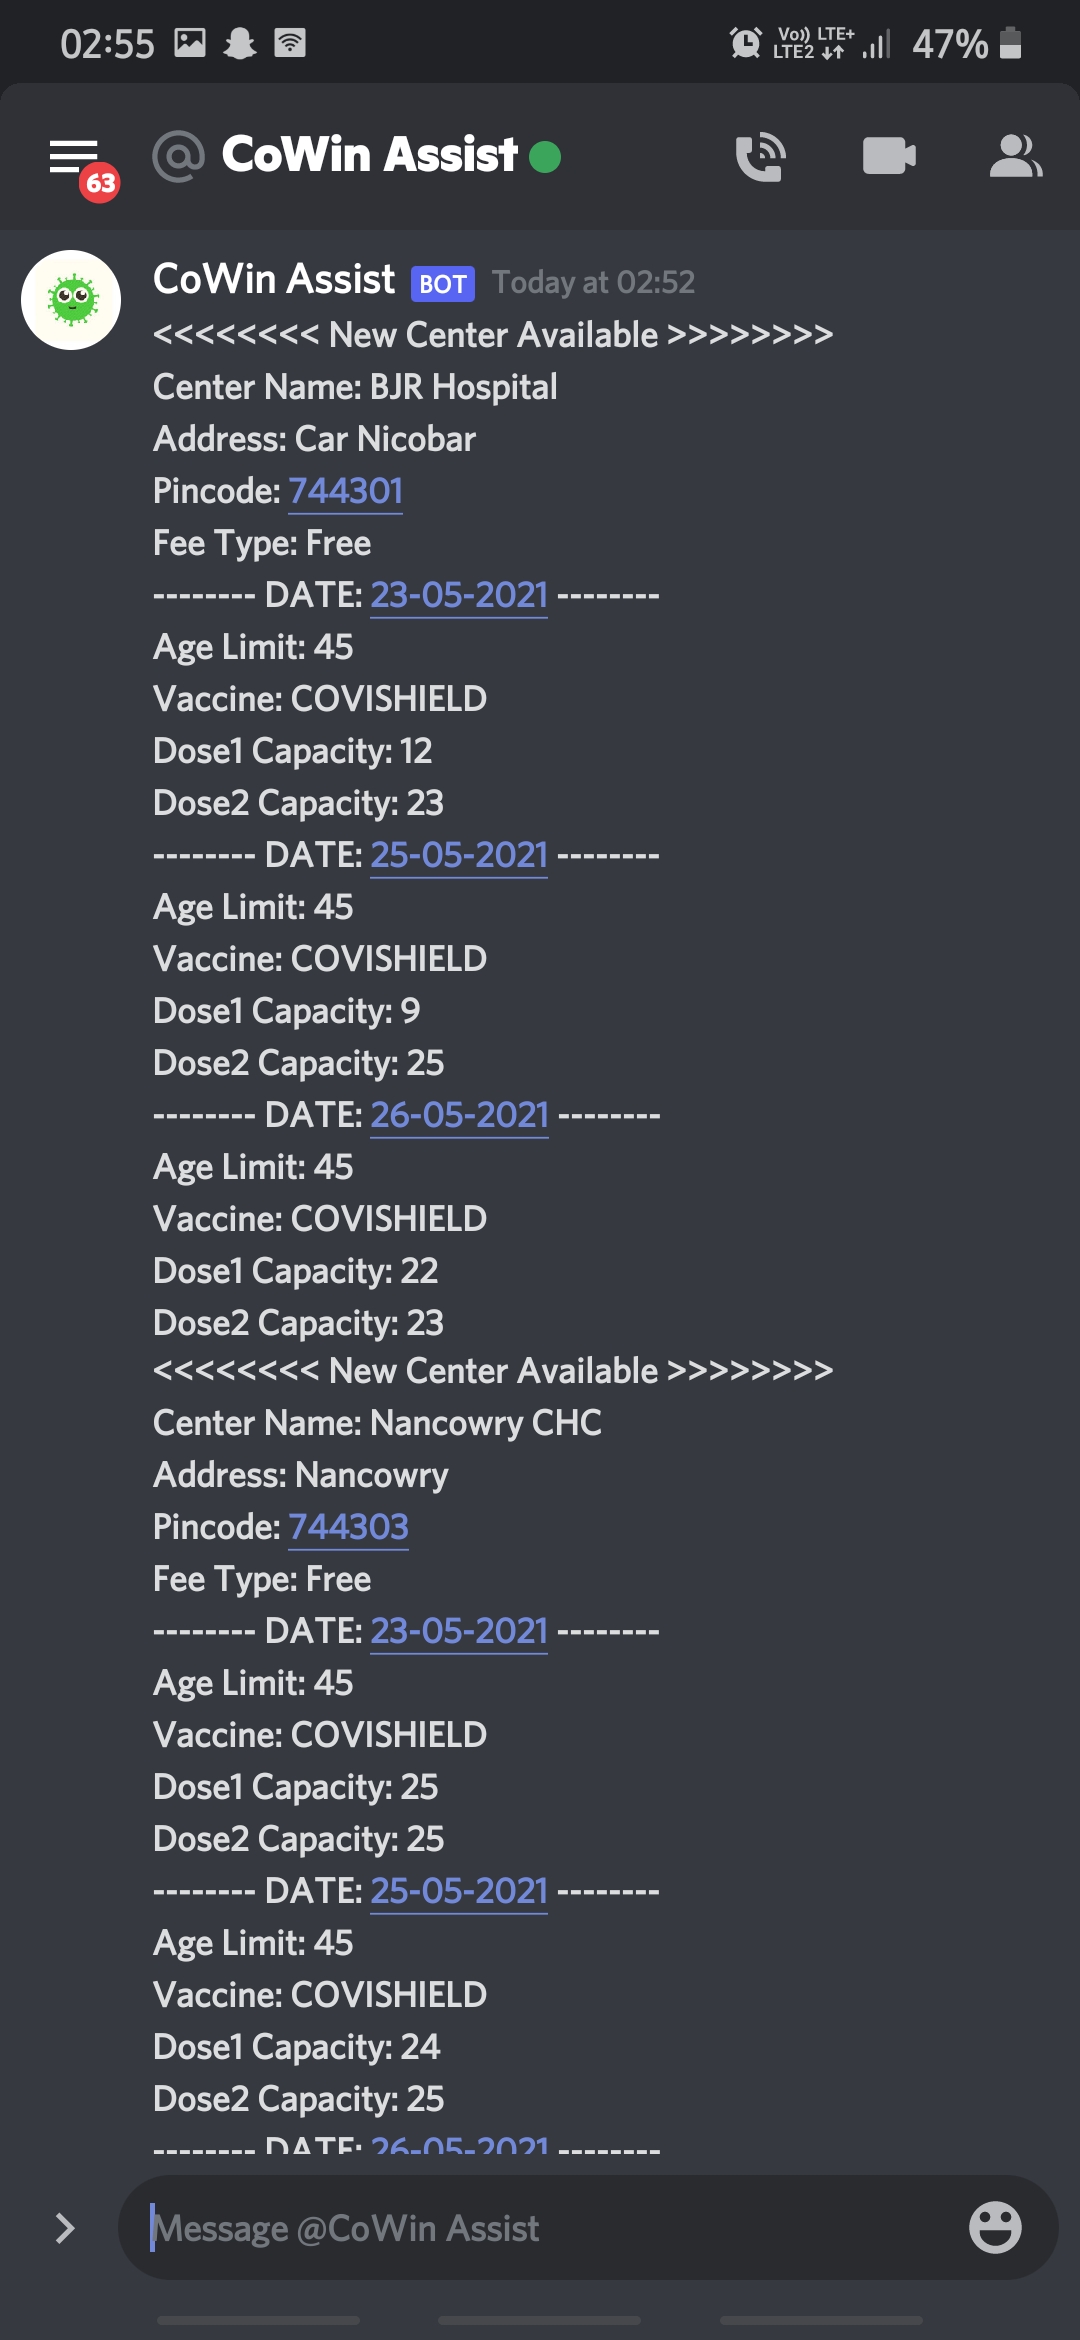 02:55
Vo)) LTE+
LTE2
47%
63
@ CoWin Assist
CoWin Assist BOT Today at 02:52
<<<<<<<< New Center Available >>>>>>>>
Center Name: BJR Hospital
Address: Car Nicobar
Pincode: 744301
Fee Type: Free
-------- DATE: 23-05-2021 --------
Age Limit: 45
Vaccine: COVISHIELD
Dose1 Capacity: 12
Dose2 Capacity: 23
-------- DATE: 25-05-2021 --------
Age Limit: 45
Vaccine: COVISHIELD
Dose1 Capacity: 9
Dose2 Capacity: 25
-------- DATE: 26-05-2021 --------
Age Limit: 45
Vaccine: COVISHIELD
Dose1 Capacity: 22
Dose2 Capacity: 23
<<<<<<<< New Center Available >>>>>>>>
Center Name: Nancowry CHC
Address: Nancowry
Pincode: 744303
Fee Type: Free
-------- DATE: 23-05-2021 --------
Age Limit: 45
Vaccine: COVISHIELD
Dose1 Capacity: 25
Dose2 Capacity: 25
-------- DATE: 25-05-2021 --------
Age Limit: 45
Vaccine: COVISHIELD
Dose1 Capacity: 24
Dose2 Capacity: 25
-------- DATE: 26-05-2021 --------
Message @CoWin Assist